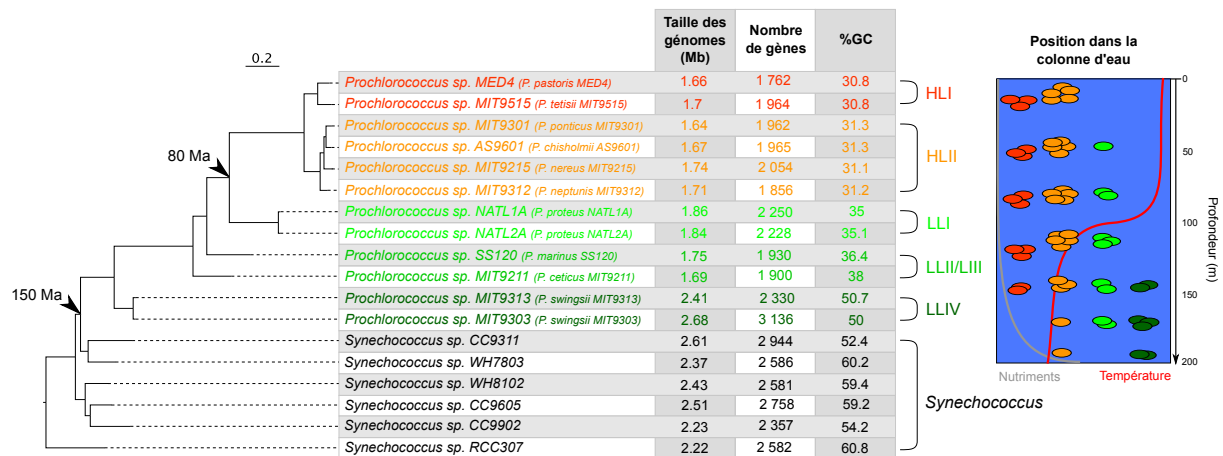 Taille des génomes (Mb) Nombre de gènes %GC
Position dans la colonne d'eau
0.2
Prochlorococcus sp. MED4 (P. pastoris MED4) 1.66 1 762 30.8
Prochlorococcus sp. MIT9515 (P. tetisii MIT9515) 1.7 1 964 30.8
HLI
Prochlorococcus sp. MIT9301 (P. ponticus MIT9301) 1.64 1 962 31.3
Prochlorococcus sp. AS9601 (P. chisholmii AS9601) 1.67 1 965 31.3
Prochlorococcus sp. MIT9215 (P. nereus MIT9215) 1.74 2 054 31.1
Prochlorococcus sp. MIT9312 (P. neptunis MIT9312) 1.71 1 856 31.2
HLII
80 Ma
Prochlorococcus sp. NATL1A (P. proteus NATL1A) 1.86 2 250 35
Prochlorococcus sp. NATL2A (P. proteus NATL2A) 1.84 2 228 35.1
LLI
Prochlorococcus sp. SS120 (P. marinus SS120) 1.75 1 930 36.4
Prochlorococcus sp. MIT9211 (P. ceticus MIT9211) 1.69 1 900 38
LLII/LIII
150 Ma
Prochlorococcus sp. MIT9313 (P. swingsii MIT9313) 2.41 2 330 50.7
Prochlorococcus sp. MIT9303 (P. swingsii MIT9303) 2.68 3 136 50
LLIV
Synechococcus sp. CC9311 2.61 2 944 52.4
Synechococcus sp. WH7803 2.37 2 586 60.2
Synechococcus sp. WH8102 2.43 2 581 59.4
Synechococcus sp. CC9605 2.51 2 758 59.2
Synechococcus sp. CC9902 2.23 2 357 54.2
Synechococcus sp. RCC307 2.22 2 582 60.8
Synechococcus
0
50
100
150
200
Profondeur (m)
Nutriments Température